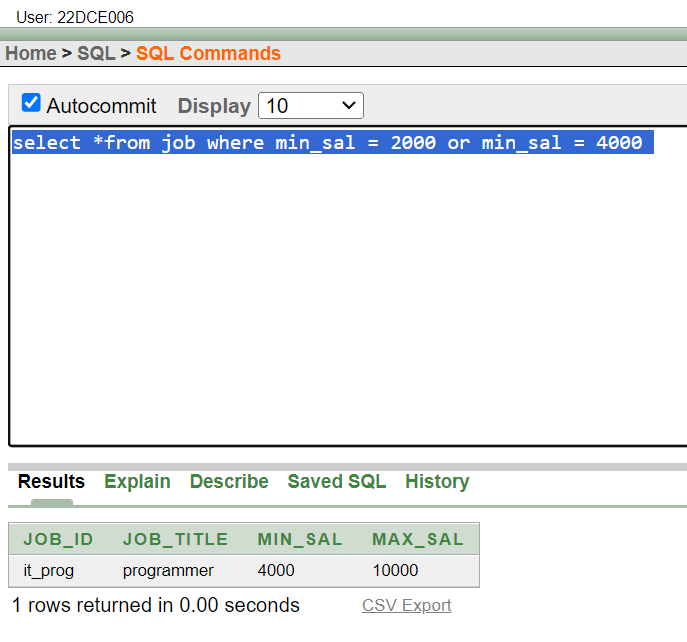 User: 22DCE006
Home > SQL > SQL Commands
Autocommit Display 10
select *from job where min_sal = 2000 or min_sal = 4000
Results Explain Describe Saved SQL History
JOB_ID JOB_TITLE MIN_SAL MAX_SAL
it_prog programmer 4000 10000
1 rows returned in 0.00 seconds CSV Export